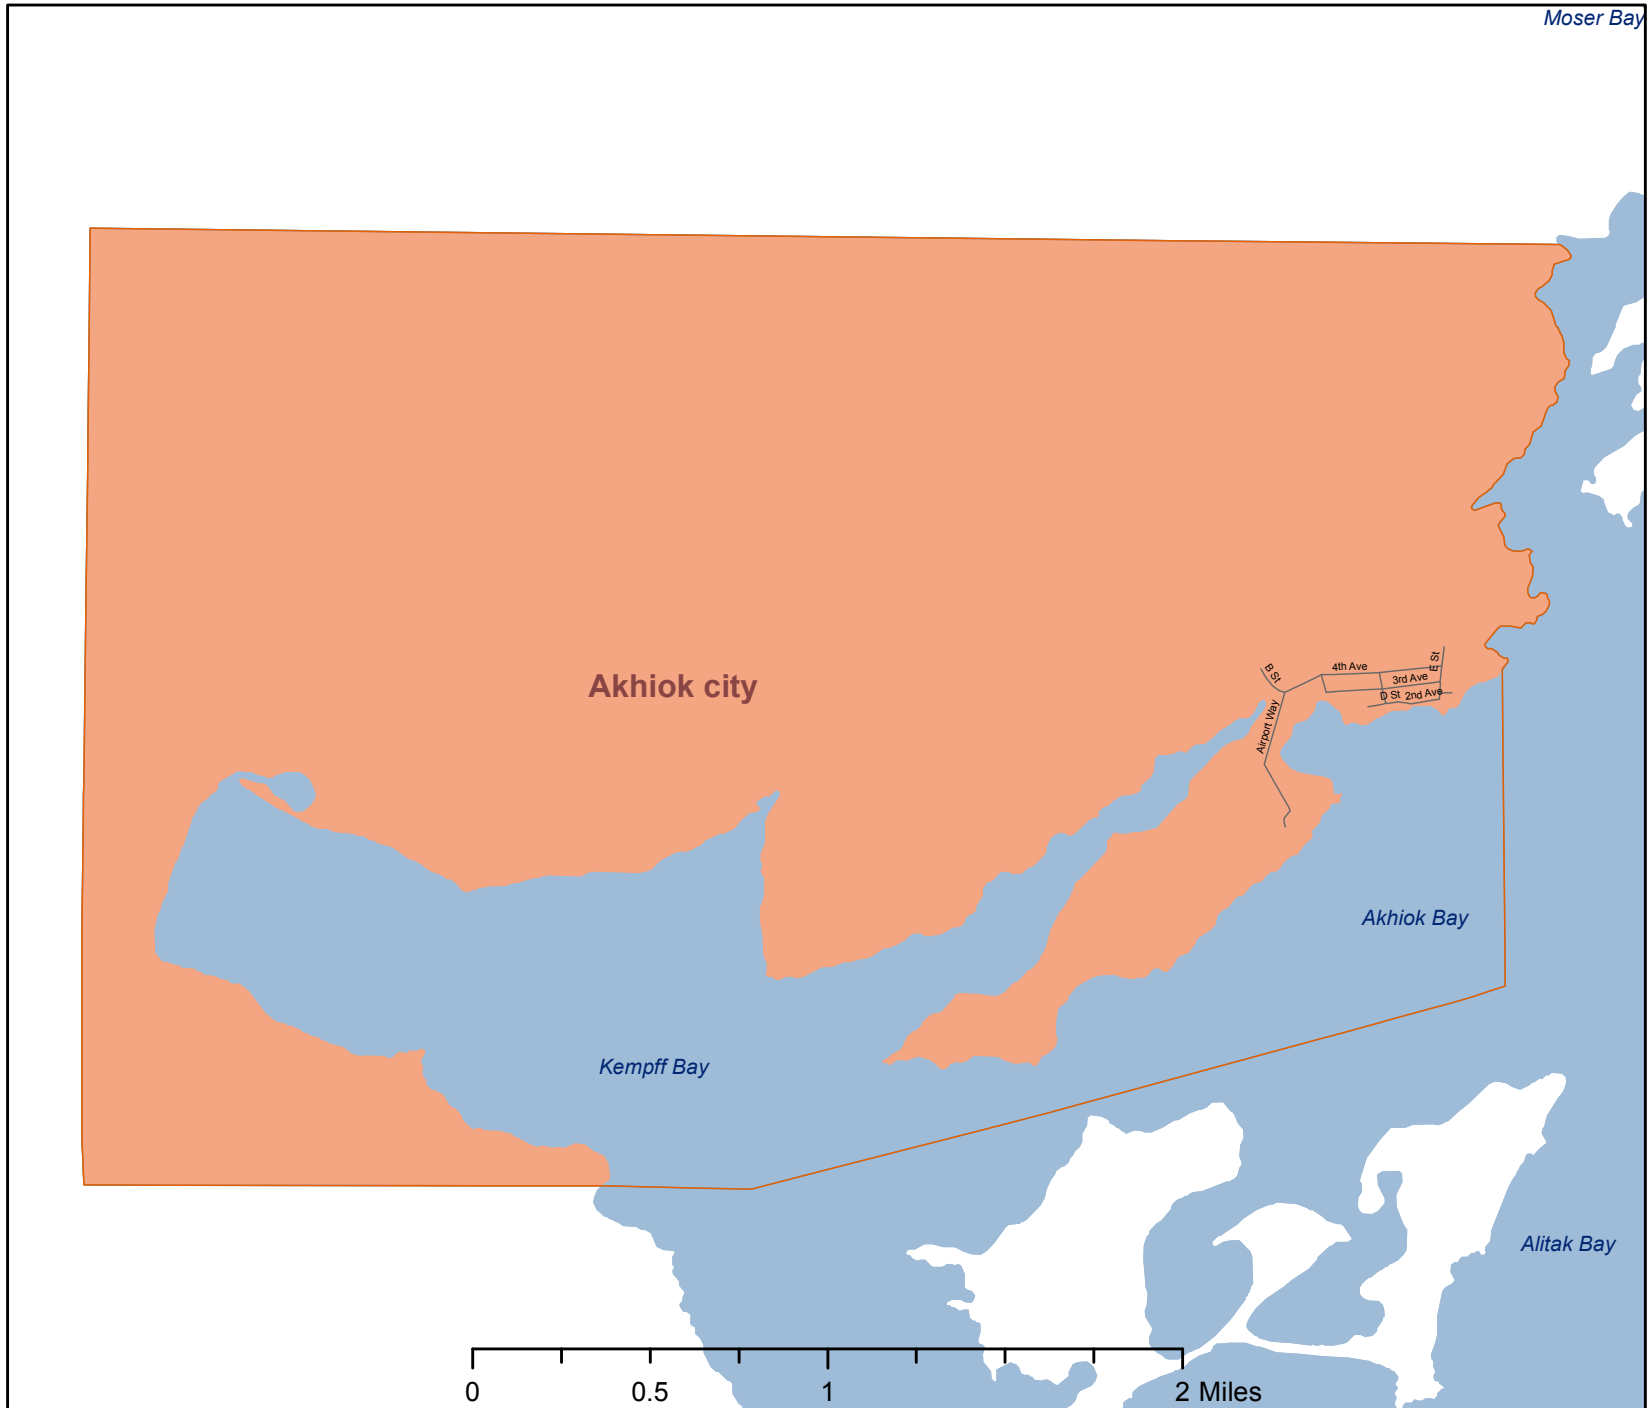 Moser Bay
Akhiok city
B St
4th Ave
E St
3rd Ave
D St
2nd Ave
Airport Way
Akhiok Bay
Kempff Bay
Alitak Bay
0
0.5
1
2 Miles